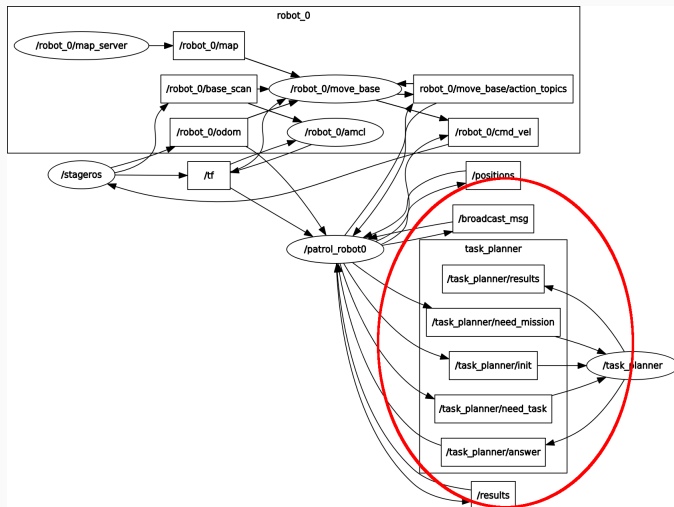 robot_0
/robot_0/map_server
/robot_0/map
/robot_0/base_scan
/robot_0/move_base
robot_0/move_base/action_topics
/robot_0/odom
/robot_0/amcl
/robot_0/cmd_vel
/stageros
/tf
/positions
/broadcast_msg
/patrol_robot0
task_planner
/task_planner/results
/task_planner/need_mission
/task_planner/init
/task_planner
/task_planner/need_task
/task_planner/answer
/results